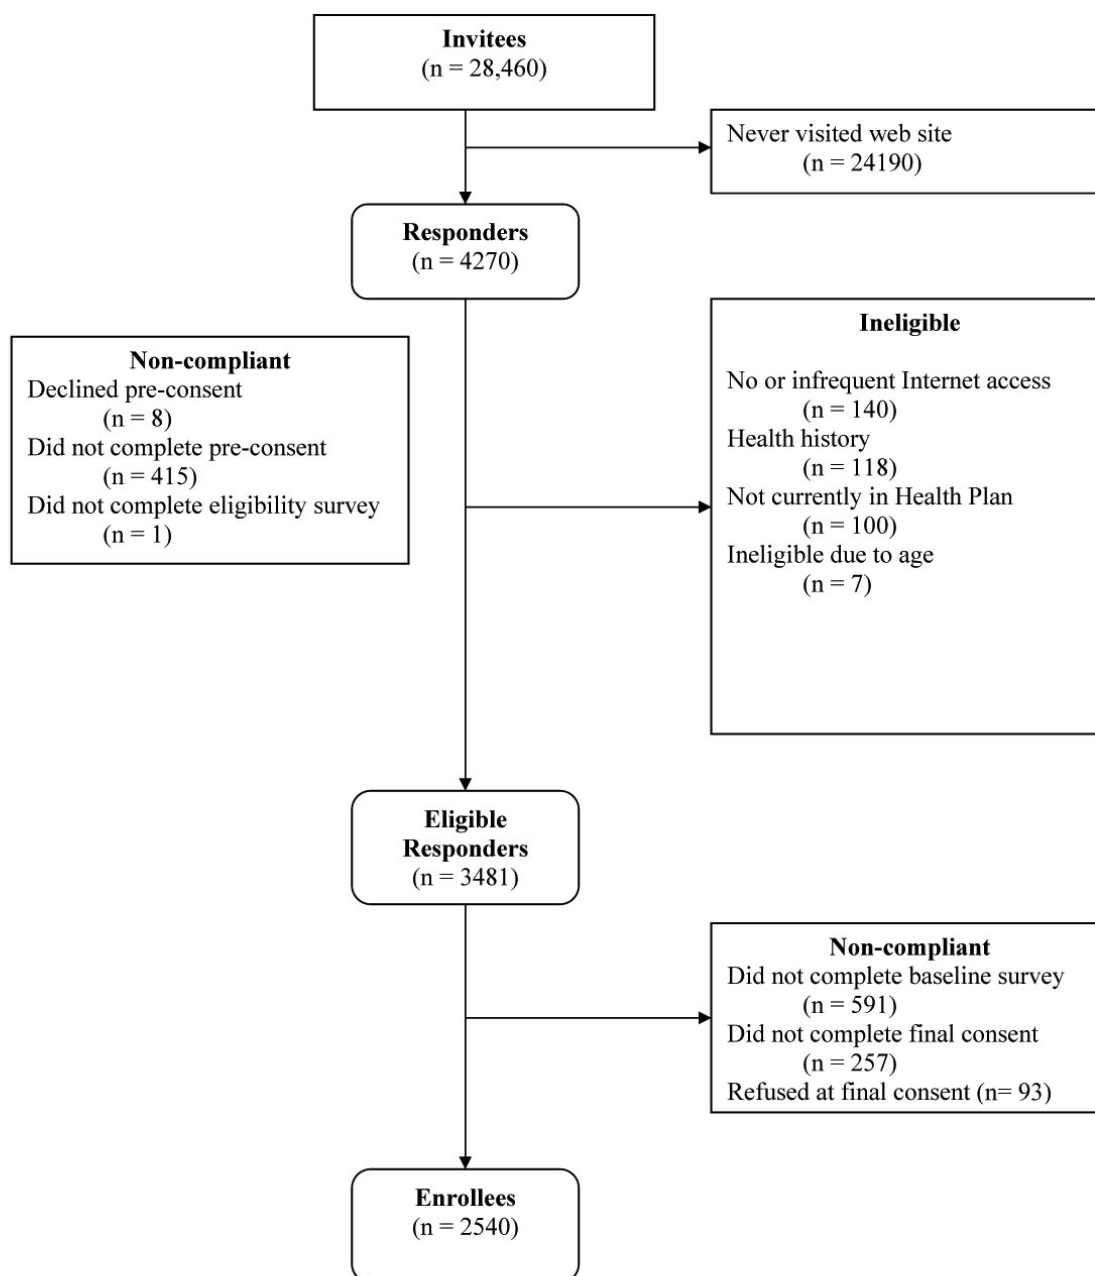 Invitees
(n = 28,460)
Never visited web site
(n = 24190)
Responders
(n = 4270)
Non-compliant
Declined pre-consent
(n = 8)
Did not complete pre-consent
(n = 415)
Did not complete eligibility survey
(n = 1)
Ineligible
No or infrequent Internet access
(n = 140)
Health history
(n = 118)
Not currently in Health Plan
(n = 100)
Ineligible due to age
(n = 7)
Eligible
Responders
(n = 3481)
Non-compliant
Did not complete baseline survey
(n = 591)
Did not complete final consent
(n = 257)
Refused at final consent (n= 93)
Enrollees
(n = 2540)